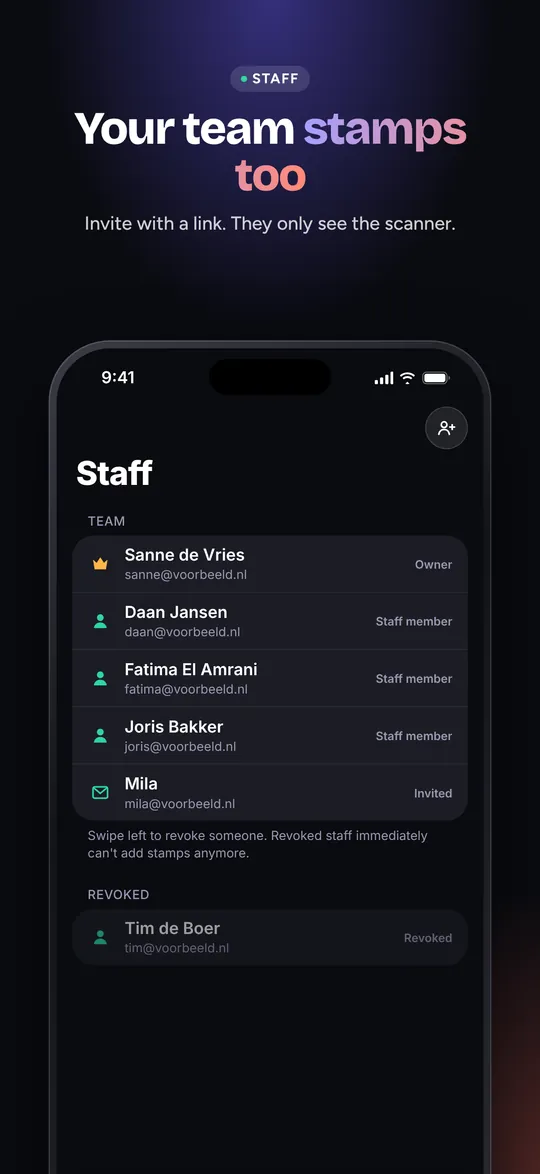 STAFF
Your team stamps
too
Invite with a link. They only see the scanner.
9:41
Staff
TEAM
Sanne de Vries
sanne@voorbeeld.nl
Owner
Daan Jansen
daan@voorbeeld.nl
Staff member
Fatima El Amrani
fatima@voorbeeld.nl
Staff member
Joris Bakker
joris@voorbeeld.nl
Staff member
Mila
mila@voorbeeld.nl
Invited
Swipe left to revoke someone. Revoked staff immediately
can't add stamps anymore.
REVOKED
Tim de Boer
tim@voorbeeld.nl
Revoked